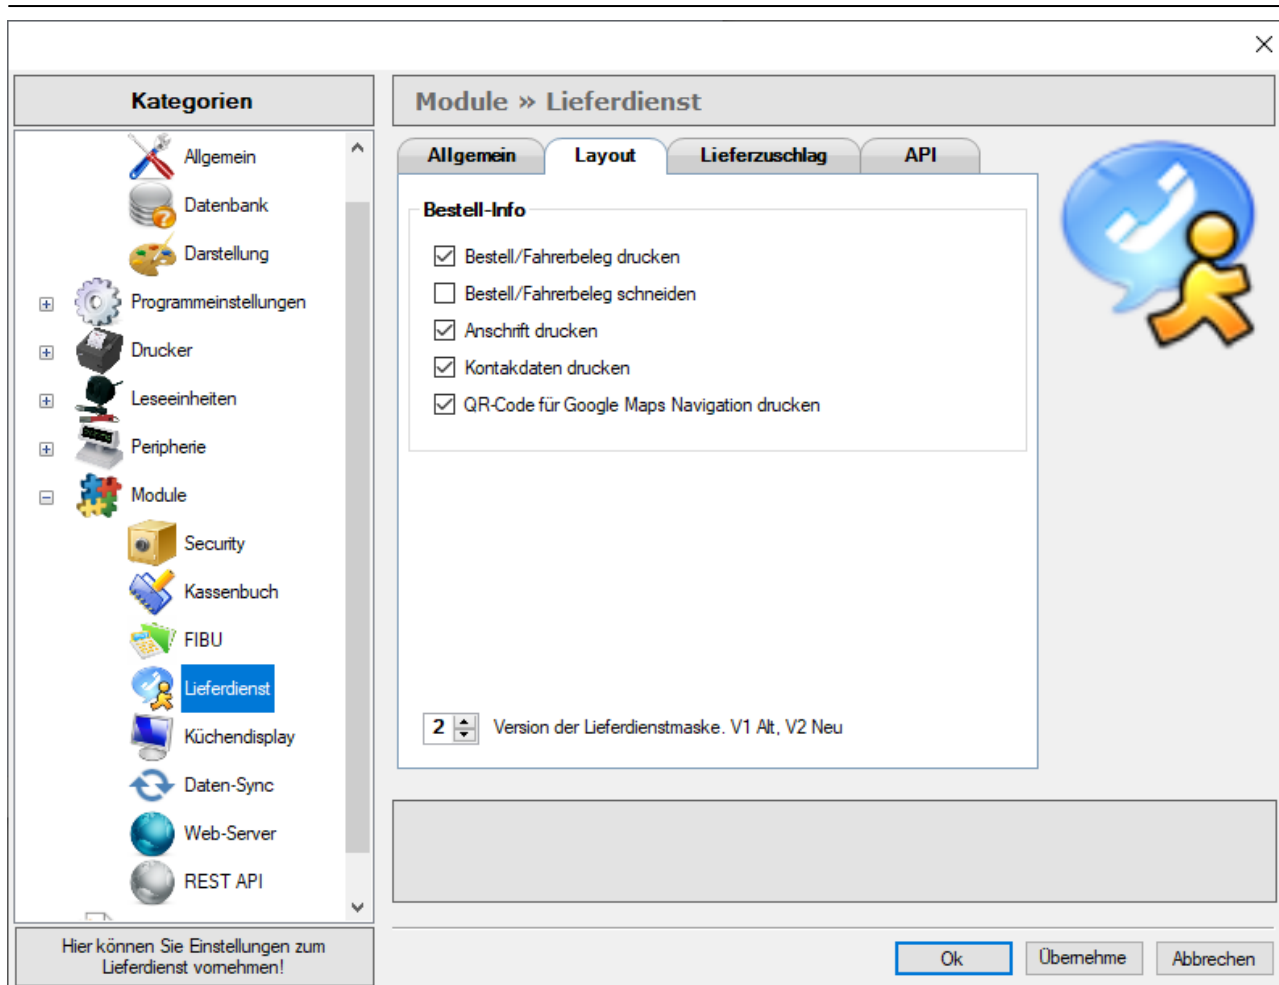 Kategorien
Allgemein
Datenbank
Darstellung
Programmeinstellungen
Drucker
Leseeinheiten
Peripherie
Module
Security
Kassenbuch
FIBU
Lieferdienst
Küchendisplay
Daten-Sync
Web-Server
REST API
Hier können Sie Einstellungen zum
Lieferdienst vornehmen!
Module » Lieferdienst
Allgemein Layout Lieferzuschlag API
Bestell-Info
Bestell/Fahrerbeleg drucken
Bestell/Fahrerbeleg schneiden
Anschrift drucken
Kontakdaten drucken
QR-Code für Google Maps Navigation drucken
2 Version der Lieferdienstmaske. V1 Alt, V2 Neu
Ok Übernehme Abbrechen